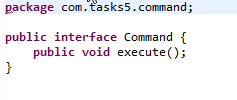 package com.tasks5.command;
public interface Command {
    public void execute();
}